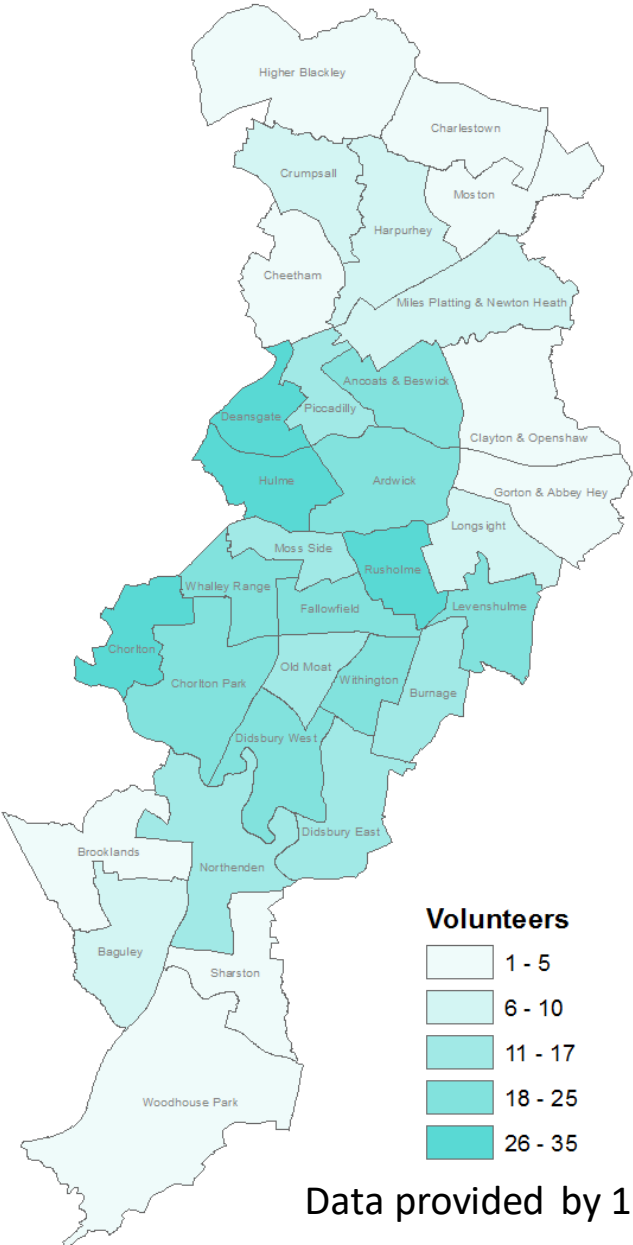 Higher Blackley
Charlestown
Crumpsall
Moston
Harpurhey
Cheetham
Miles Platting & Newton Heath
Ancoats & Beswick
Piccadilly
Deansgate
Clayton & Openshaw
Hulme
Ardwick
Gorton & Abbey Hey
Longsight
Moss Side
Rusholme
Whalley Range
Fallowfield
Levenshulme
Chorlton
Old Moat
Withington
Chorlton Park
Burnage
Didsbury West
Didsbury East
Brooklands
Northenden
Baguley
Sharston
Woodhouse Park
Volunteers
1 - 5
6 - 10
11 - 17
18 - 25
26 - 35
Data provided by 1